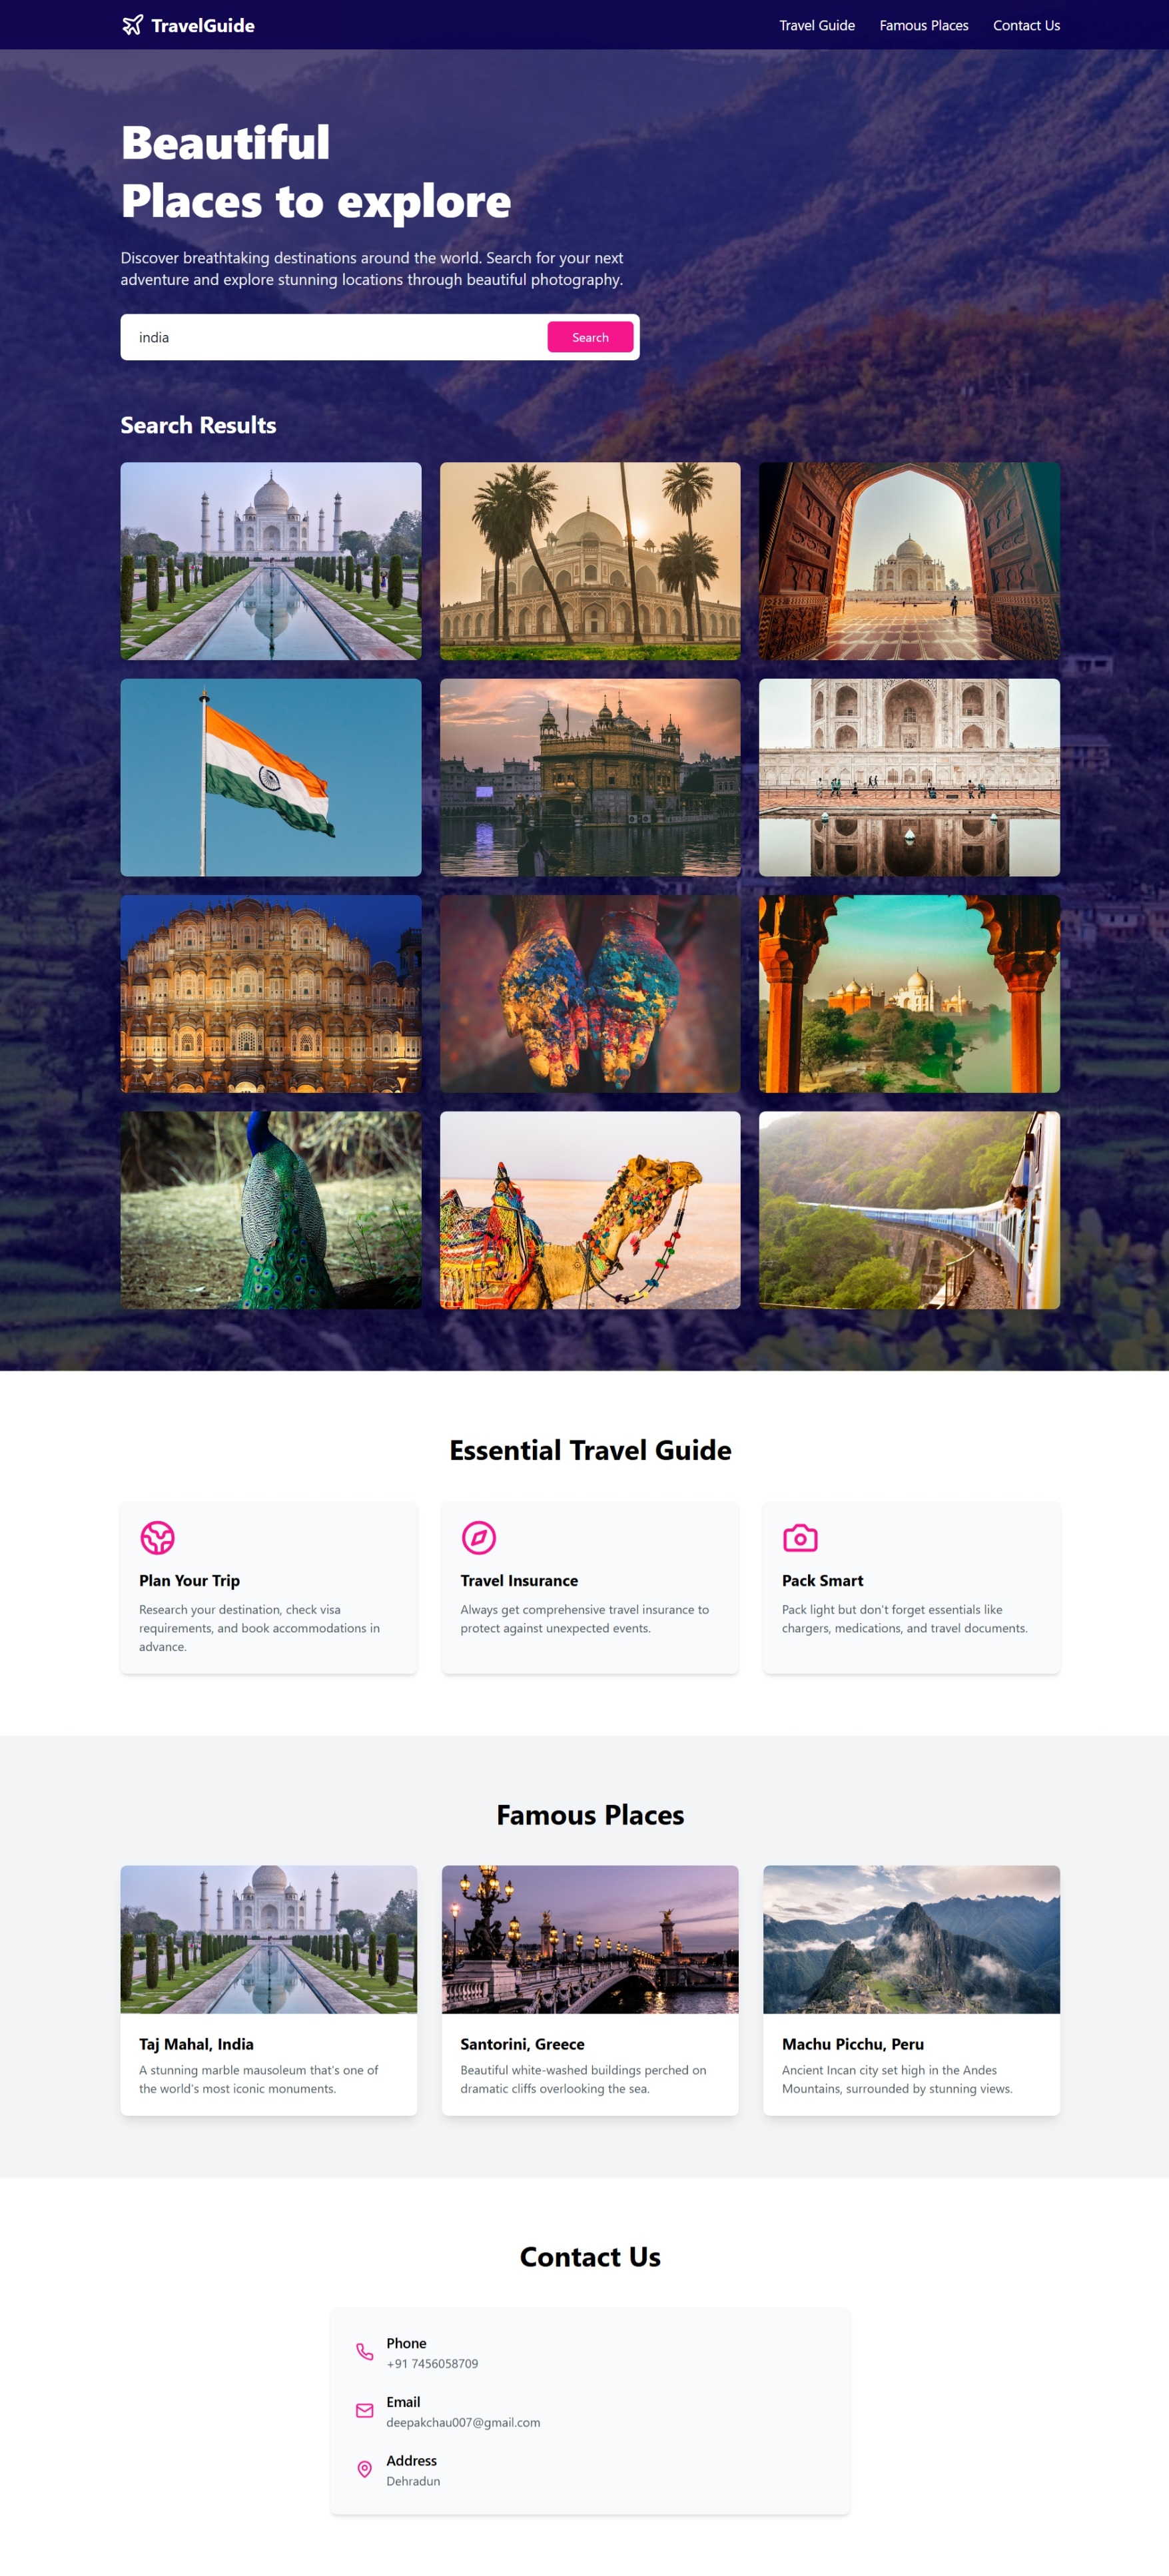 TravelGuide
Travel Guide
Famous Places
Contact Us
Beautiful
Places to explore
Discover breathtaking destinations around the world. Search for your next
adventure and explore stunning locations through beautiful photography.
india
Search
Search Results
Essential Travel Guide
Plan Your Trip
Research your destination, check visa
requirements, and book accommodations in
advance.
Travel Insurance
Always get comprehensive travel insurance to
protect against unexpected events.
Pack Smart
Pack light but don't forget essentials like
chargers, medications, and travel documents.
Famous Places
Taj Mahal, India
A stunning marble mausoleum that's one of
the world's most iconic monuments.
Santorini, Greece
Beautiful white-washed buildings perched on
dramatic cliffs overlooking the sea.
Machu Picchu, Peru
Ancient Incan city set high in the Andes
Mountains, surrounded by stunning views.
Contact Us
Phone
+91 7456058709
Email
deepakchau007@gmail.com
Address
Dehradun